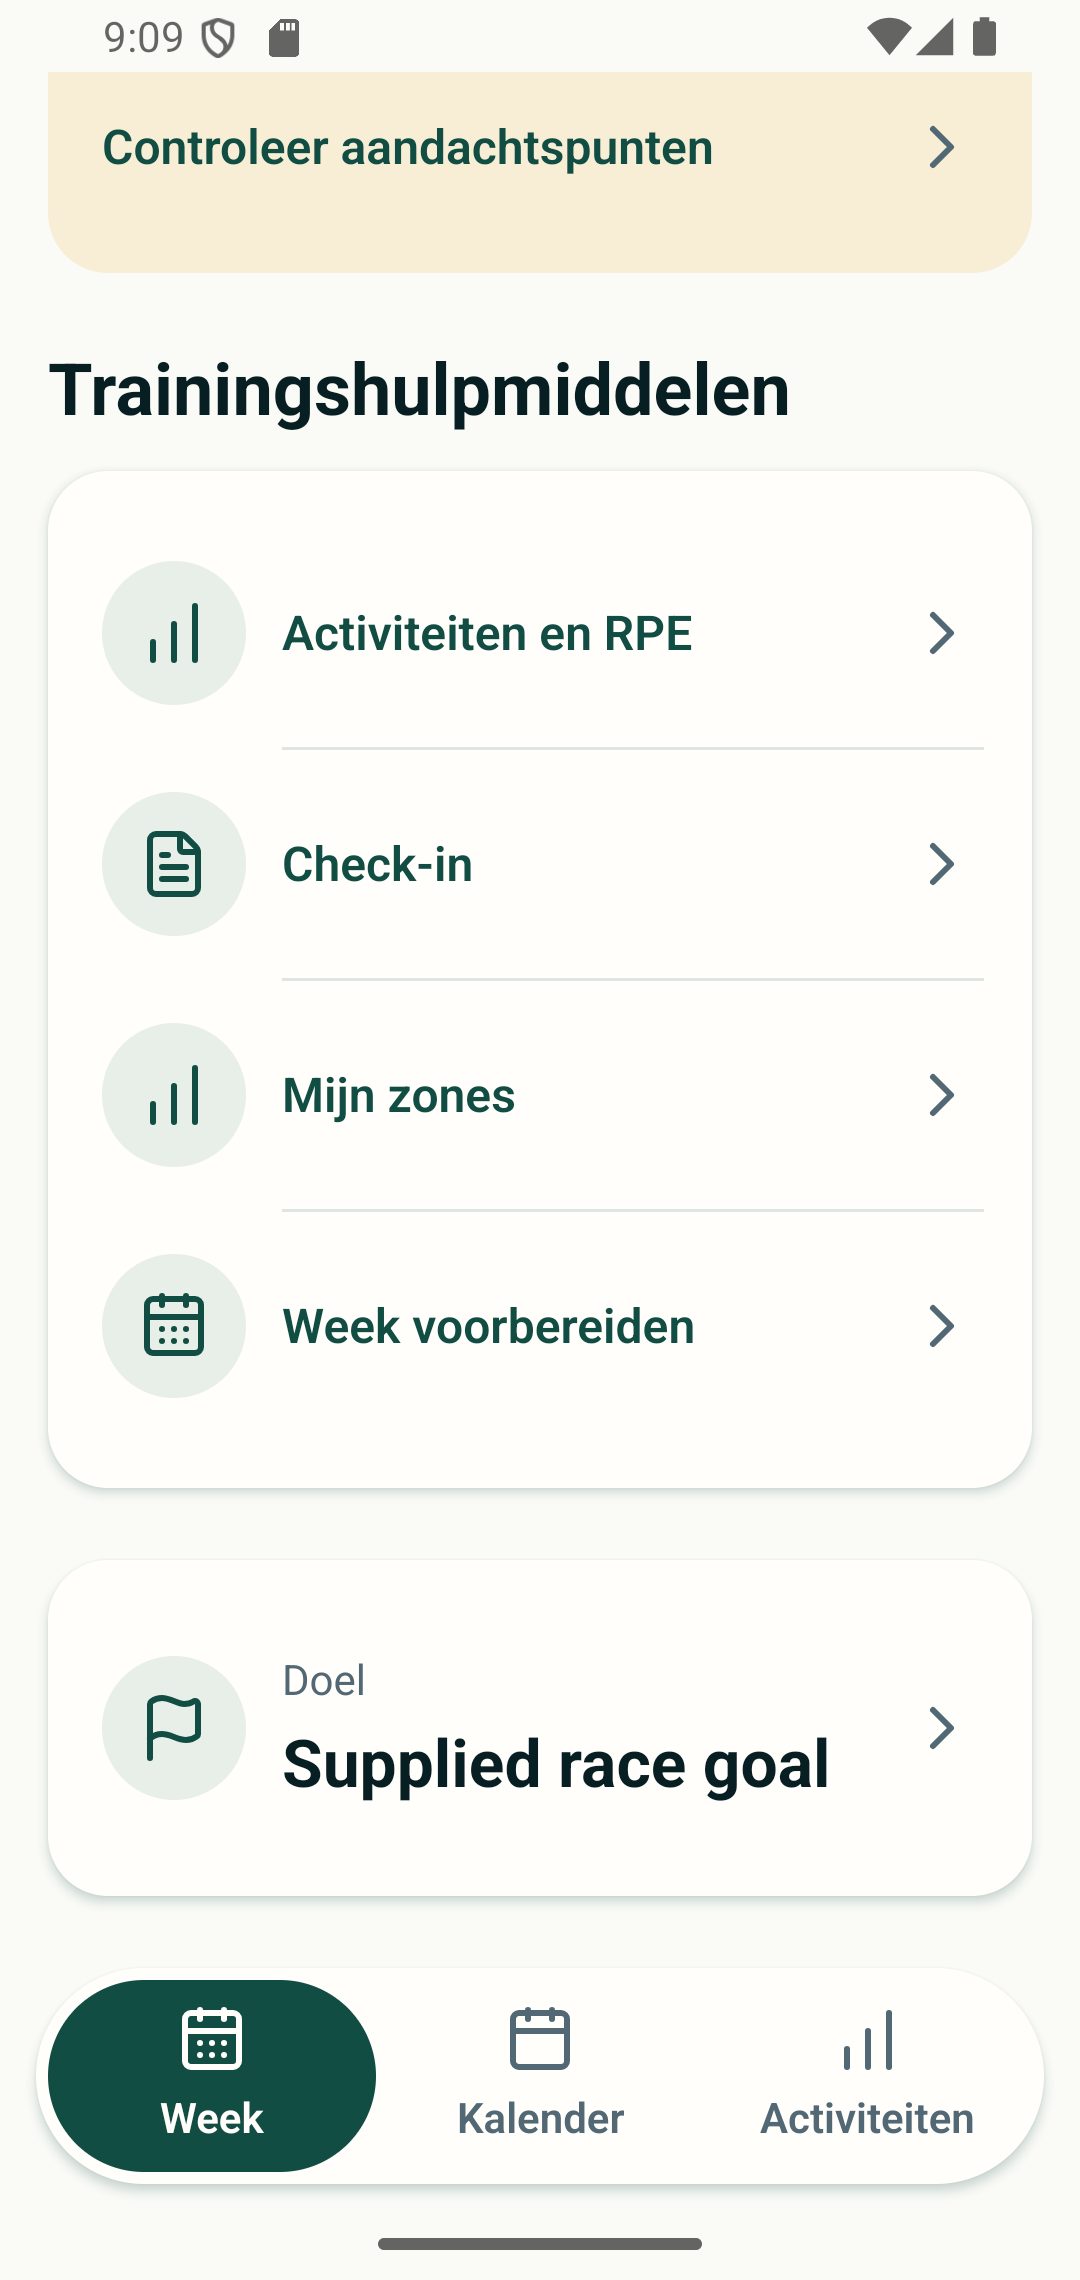 9:09
Controleer aandachtspunten
Trainingshulpmiddelen
Activiteiten en RPE
Check-in
Mijn zones
Week voorbereiden
Doel
Supplied race goal
Week
Kalender
Activiteiten